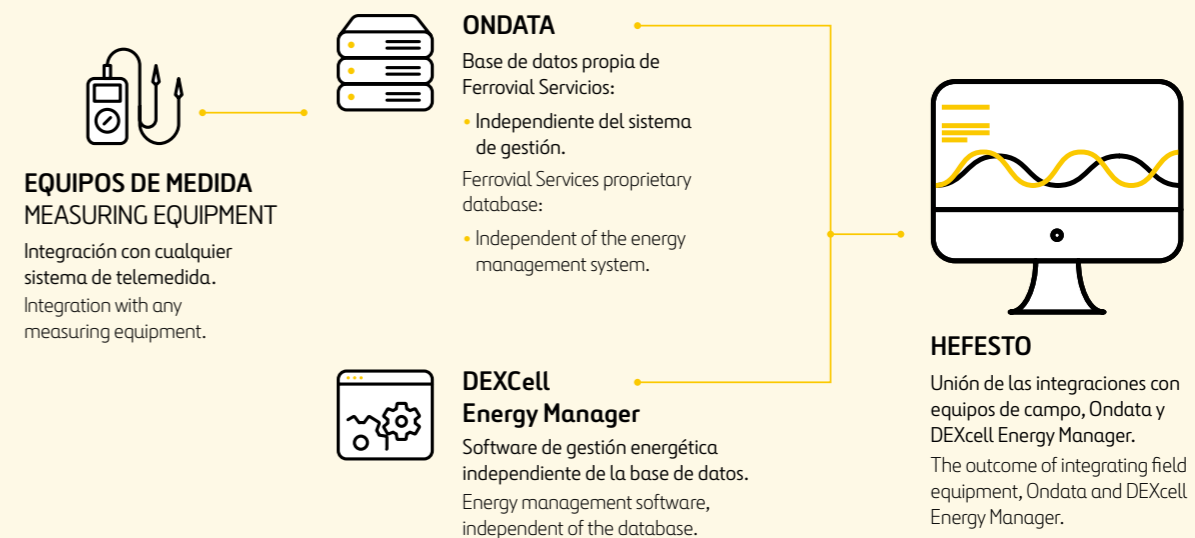 EQUIPOS DE MEDIDA
MEASURING EQUIPMENT
Integración con cualquier
sistema de telemedida.
Integration with any
measuring equipment.
ONDATA
Base de datos propia de
Ferrovial Servicios:
• Independiente del sistema
de gestión.
Ferrovial Services proprietary
database:
• Independent of the energy
management system.
DEXCell
Energy Manager
Software de gestión energética
independiente de la base de datos.
Energy management software,
independent of the database.
HEFESTO
Unión de las integraciones con
equipos de campo, Ondata y
DEXcell Energy Manager.
The outcome of integrating field
equipment, Ondata and DEXcell
Energy Manager.